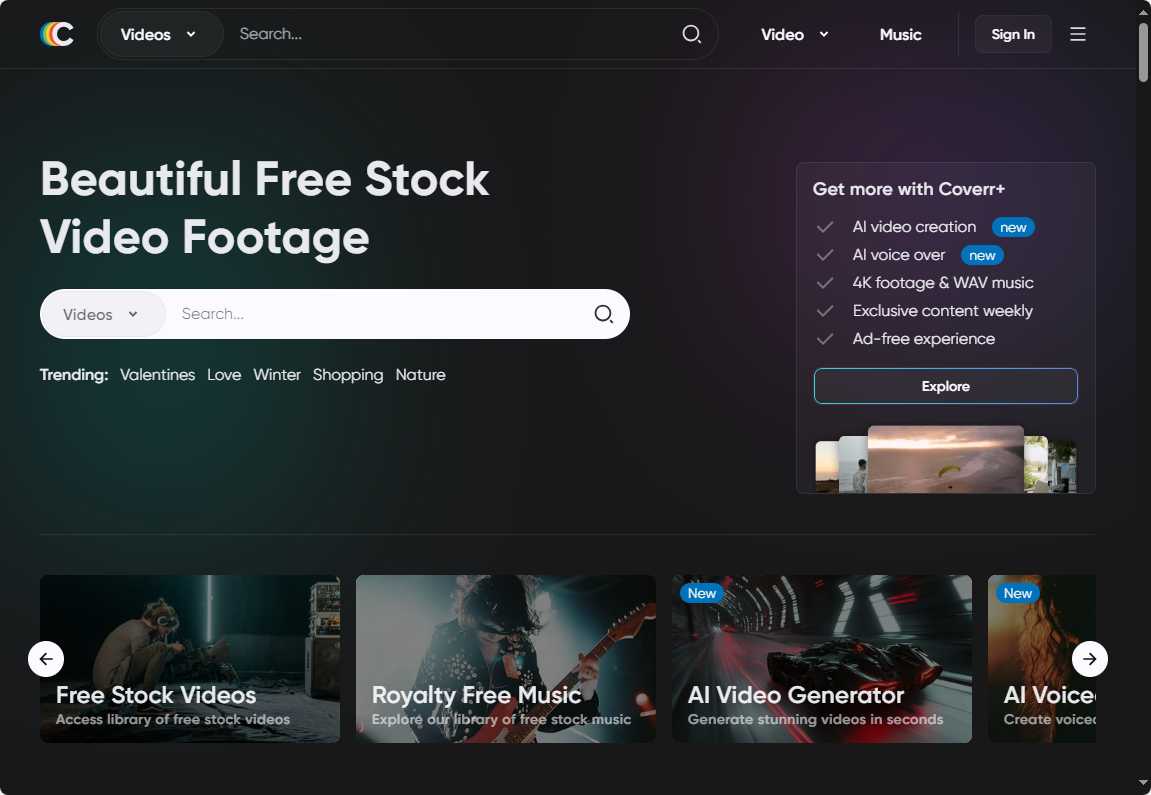 Videos
Search...
Video
Music
Sign In
Beautiful Free Stock
Video Footage
Videos
Search...
Trending: Valentines Love Winter Shopping Nature
Get more with Coverr+
AI video creation new
AI voice over new
4K footage & WAV music
Exclusive content weekly
Ad-free experience
Explore
Free Stock Videos
Access library of free stock videos
Royalty Free Music
Explore our library of free stock music
New
AI Video Generator
Generate stunning videos in seconds
New
AI Voice
Create voice